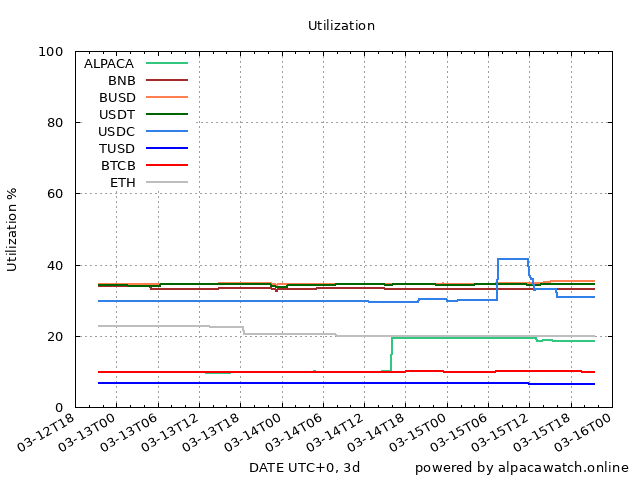 Utilization
100
80
60
40
20
0
Utilization %
ALPACA
BNB
BUSD
USDT
USDC
TUSD
BTCB
ETH
03-12T18
03-13T00
03-13T06
03-13T12
03-13T18
03-14T00
03-14T06
03-14T12
03-14T18
03-15T00
03-15T06
03-15T12
03-15T18
03-16T00
DATE UTC+0, 3d
powered by alpacawatch.online